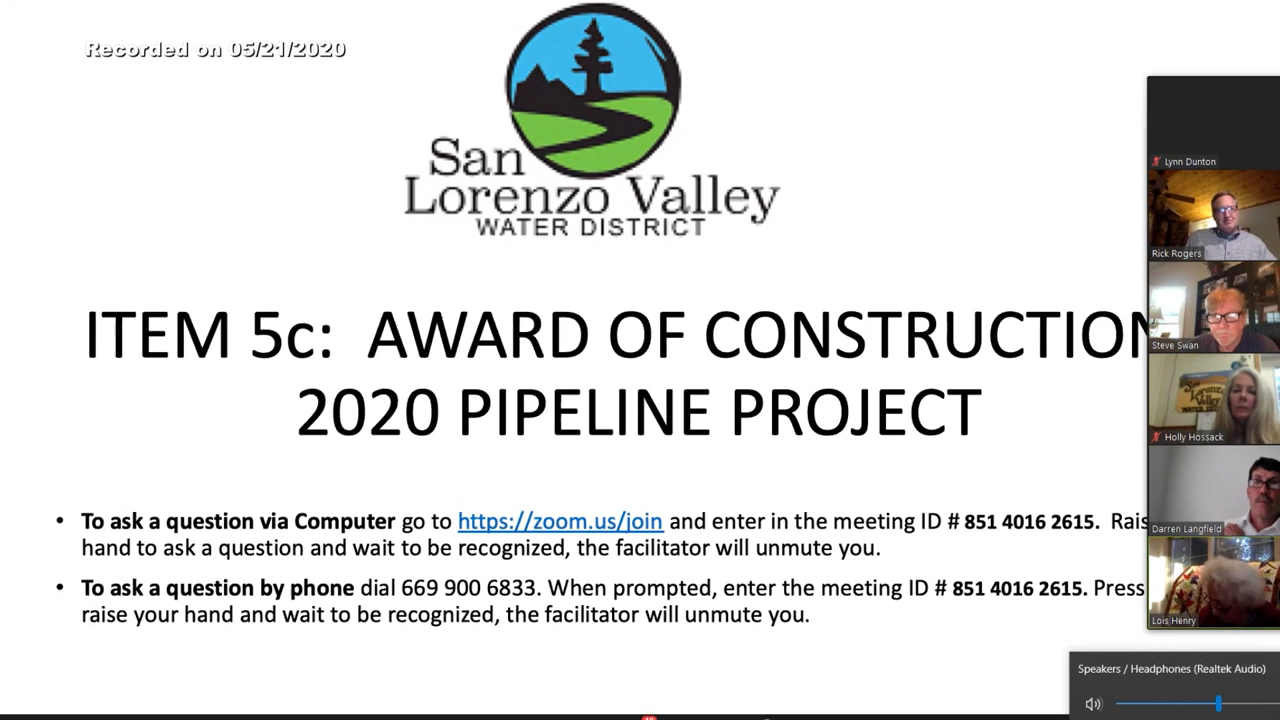 Recorded on 05/21/2020
San
Lorenzo Valley
WATER DISTRICT
ITEM 5c: AWARD OF CONSTRUCTION
2020 PIPELINE PROJECT
• To ask a question via Computer go to https://zoom.us/join and enter in the meeting ID # 851 4016 2615. Rais
hand to ask a question and wait to be recognized, the facilitator will unmute you.
• To ask a question by phone dial 669 900 6833. When prompted, enter the meeting ID # 851 4016 2615. Press
raise your hand and wait to be recognized, the facilitator will unmute you.
Lynn Dunton
Rick Rogers
Steve Swan
San Lorenzo
Valley
Holly Hossack
Darren Langfield
Lois Henry
Speakers / Headphones (Realtek Audio)